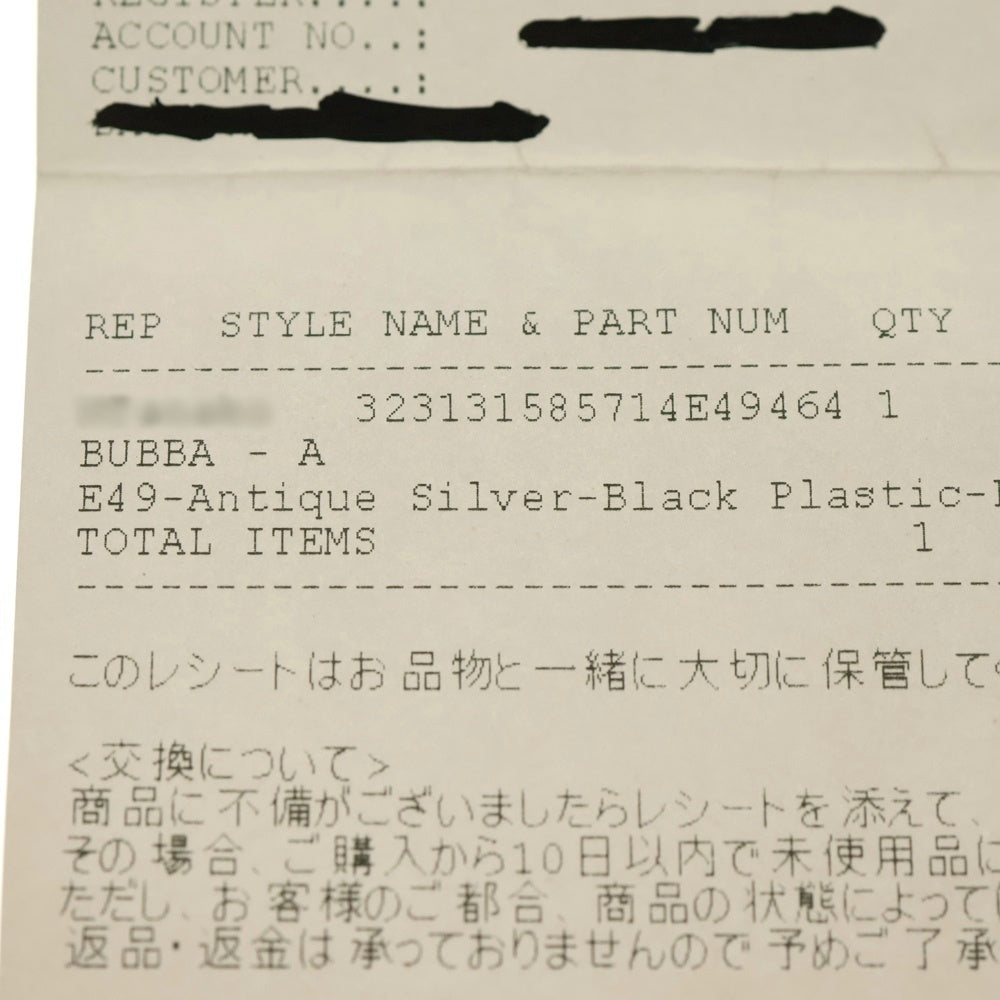 REGISTER.....:
ACCOUNT NO..:
CUSTOMER....:
REP STYLE NAME & PART NUM QTY
323131585714E49464 1
BUBBA - A
E49-Antique Silver-Black Plastic-
TOTAL ITEMS 1
このレシートはお品物と一緒に大切に保管して
<交換について>
商品に不備がございましたらレシートを添えて、
その場合、ご購入から10日以内で未使用品に
ただし、お客様のご都合、商品の状態によって
返品・返金は承っておりませんので予めご了承